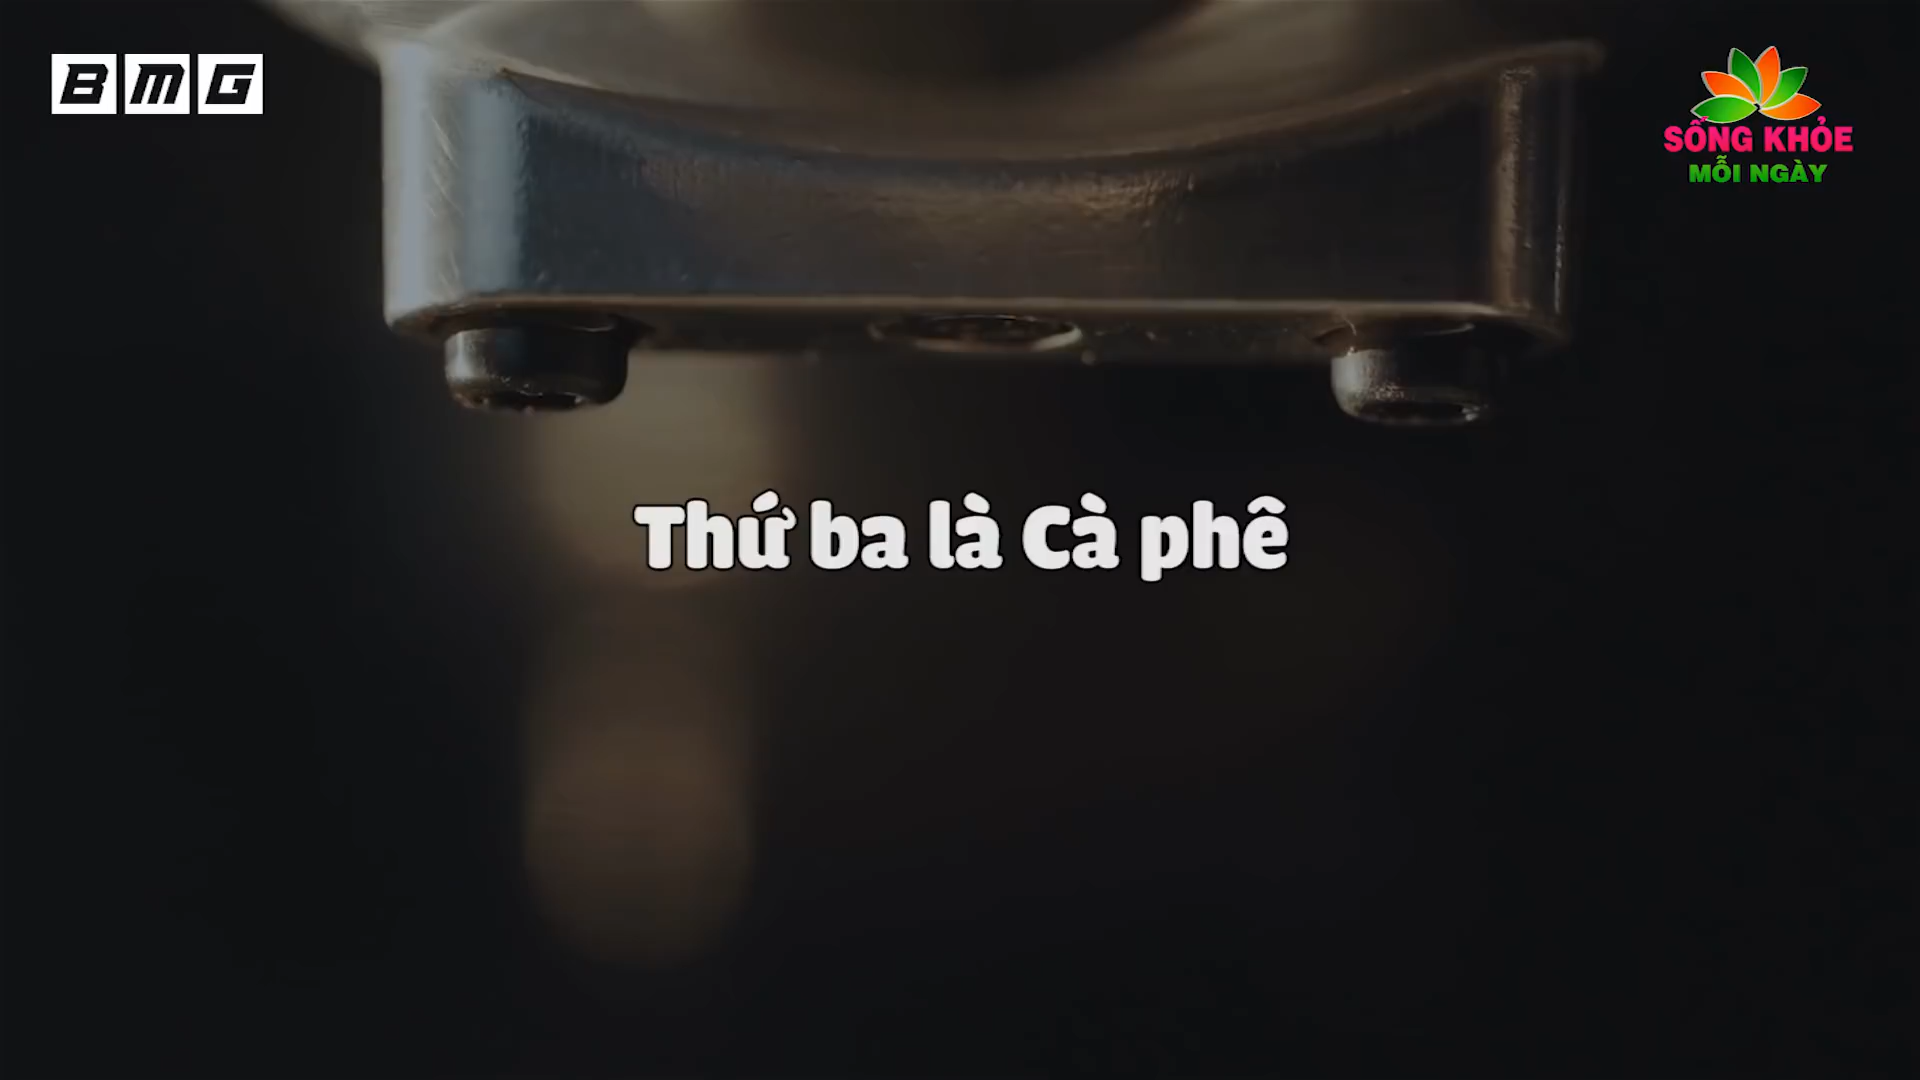 BMG
SỐNG KHỎE
MỖI NGÀY
Thứ ba là Cà phê